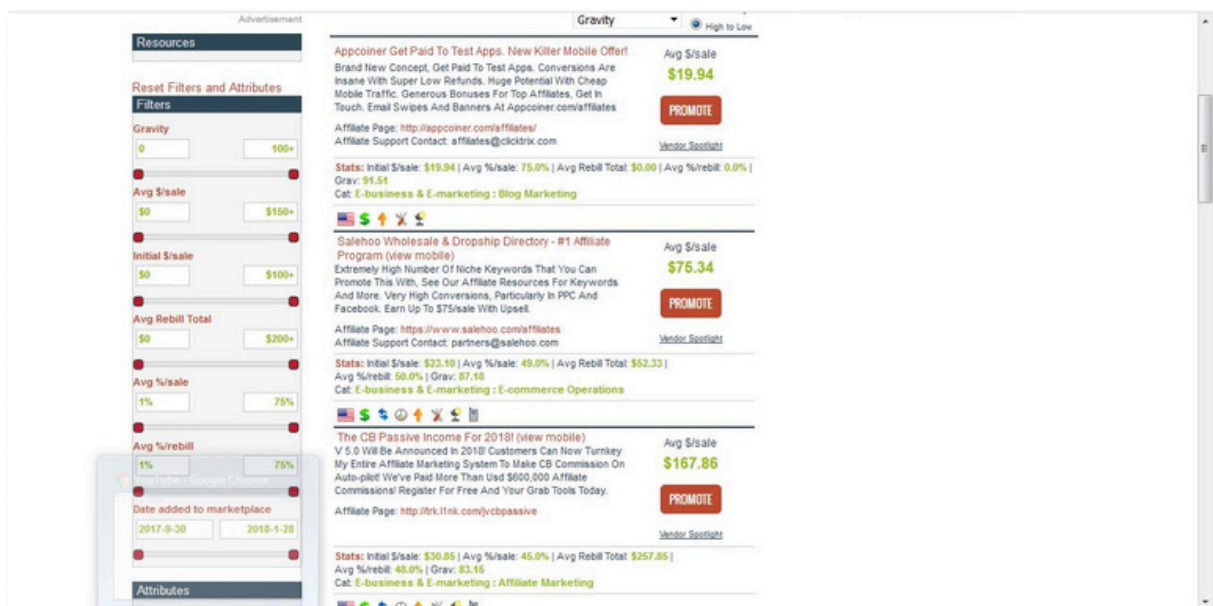 Advertisement
Resources
Reset Filters and Attributes
Filters
Gravity
0 100+
Avg $/sale
$0 $150+
Initial $/sale
$0 $100+
Avg Rebill Total
$0 $200+
Avg %/sale
1% 75%
Avg %/rebill
1% 75%
YouTube - Google Chrome
Date added to marketplace
2017-9-30 2018-1-28
Attributes
Gravity
High to Low
Appcoiner Get Paid To Test Apps. New Killer Mobile Offer!
Brand New Concept, Get Paid To Test Apps. Conversions Are
Insane With Super Low Refunds. Huge Potential With Cheap
Mobile Traffic. Generous Bonuses For Top Affiliates, Get In
Touch. Email Swipes And Banners At Appcoiner.com/affiliates
Affiliate Page: http://appcoiner.com/affiliates/
Affiliate Support Contact: affiliates@clicktrix.com
Avg $/sale
$19.94
PROMOTE
Vendor Spotlight
Stats: Initial $/sale: $19.94 | Avg %/sale: 75.0% | Avg Rebill Total: $0.00 | Avg %/rebill: 0.0% |
Grav: 91.51
Cat: E-business & E-marketing : Blog Marketing
Salehoo Wholesale & Dropship Directory - #1 Affiliate
Program (view mobile)
Extremely High Number Of Niche Keywords That You Can
Promote This With, See Our Affiliate Resources For Keywords
And More. Very High Conversions, Particularly In PPC And
Facebook. Earn Up To $75/sale With Upsell.
Affiliate Page: https://www.salehoo.com/affiliates
Affiliate Support Contact: partners@salehoo.com
Avg $/sale
$75.34
PROMOTE
Vendor Spotlight
Stats: Initial $/sale: $23.10 | Avg %/sale: 49.0% | Avg Rebill Total: $52.33 |
Avg %/rebill: 50.0% | Grav: 87.18
Cat: E-business & E-marketing : E-commerce Operations
The CB Passive Income For 2018! (view mobile)
V 5.0 Will Be Announced In 2018! Customers Can Now Turnkey
My Entire Affiliate Marketing System To Make CB Commission On
Auto-pilot! We've Paid More Than Usd $600,000 Affiliate
Commissions! Register For Free And Your Grab Tools Today.
Affiliate Page: http://trk.l1nk.com/jvcbpassive
Avg $/sale
$167.86
PROMOTE
Vendor Spotlight
Stats: Initial $/sale: $30.85 | Avg %/sale: 45.0% | Avg Rebill Total: $257.85 |
Avg %/rebill: 48.0% | Grav: 83.15
Cat: E-business & E-marketing : Affiliate Marketing